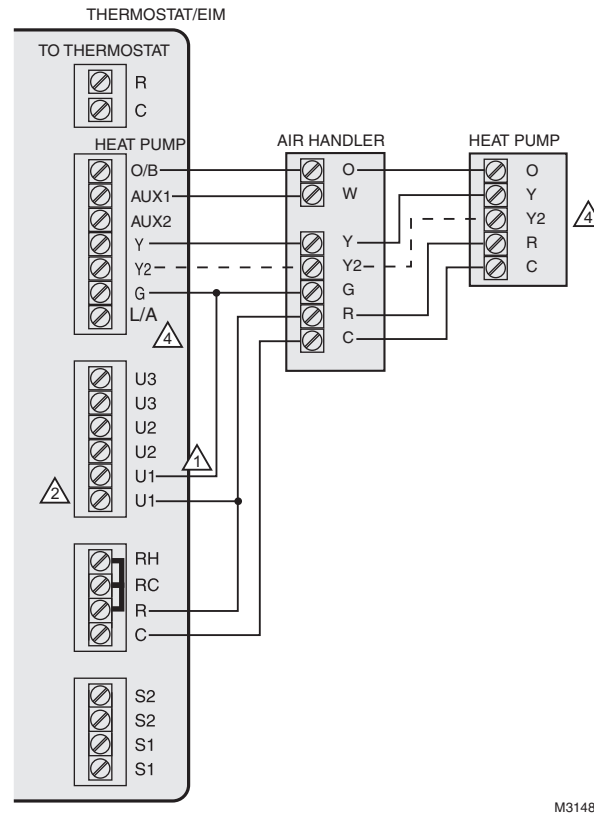 THERMOSTAT/EIM
TO THERMOSTAT
R
C
HEAT PUMP
O/B
AUX1
AUX2
Y
Y2
G
L/A
4
U3
U3
U2
U2
U1
U1
1
2
RH
RC
R
C
S2
S2
S1
S1
AIR HANDLER
O
W
Y
Y2
G
R
C
HEAT PUMP
O
Y
Y2
R
C
4
M3148